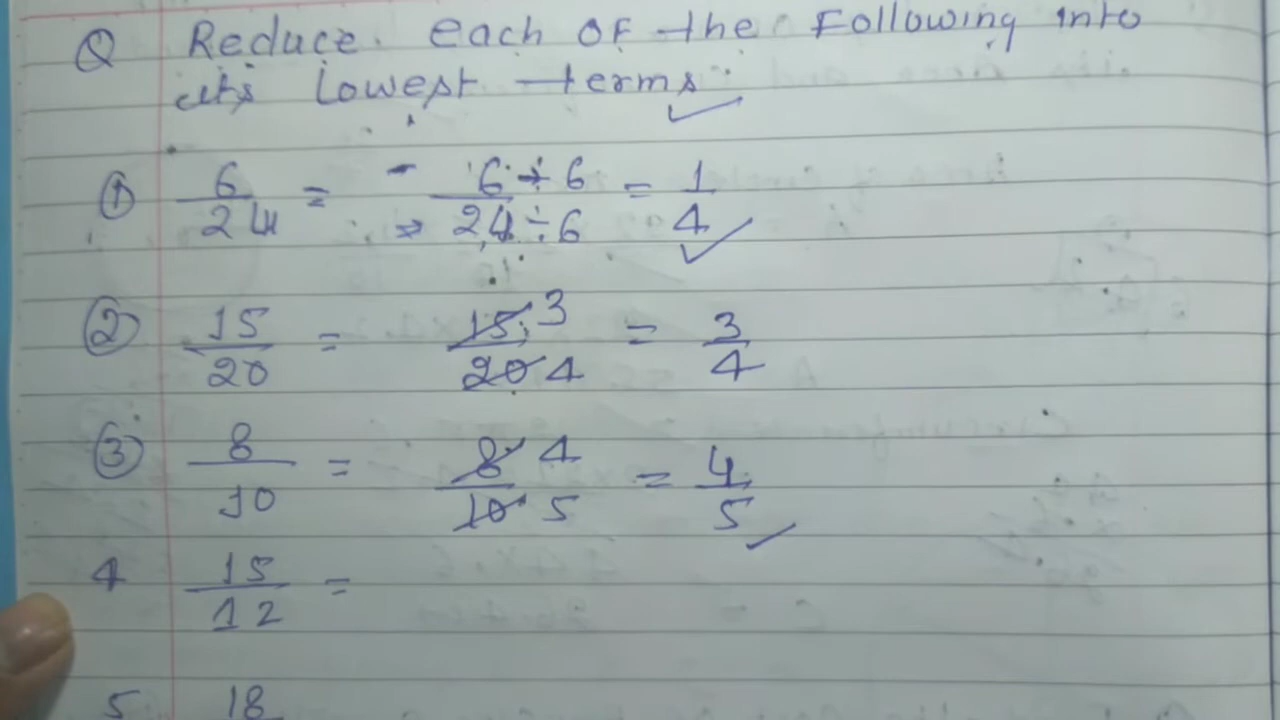 Q Reduce. each of the Following into
its lowest terms.
① 6/24 = 6÷6/24÷6 = 1/4
② 15/20 = 15 3/20 4 = 3/4
③ 8/10 = 8 4/10 5 = 4/5
4 15/12 =
5 18